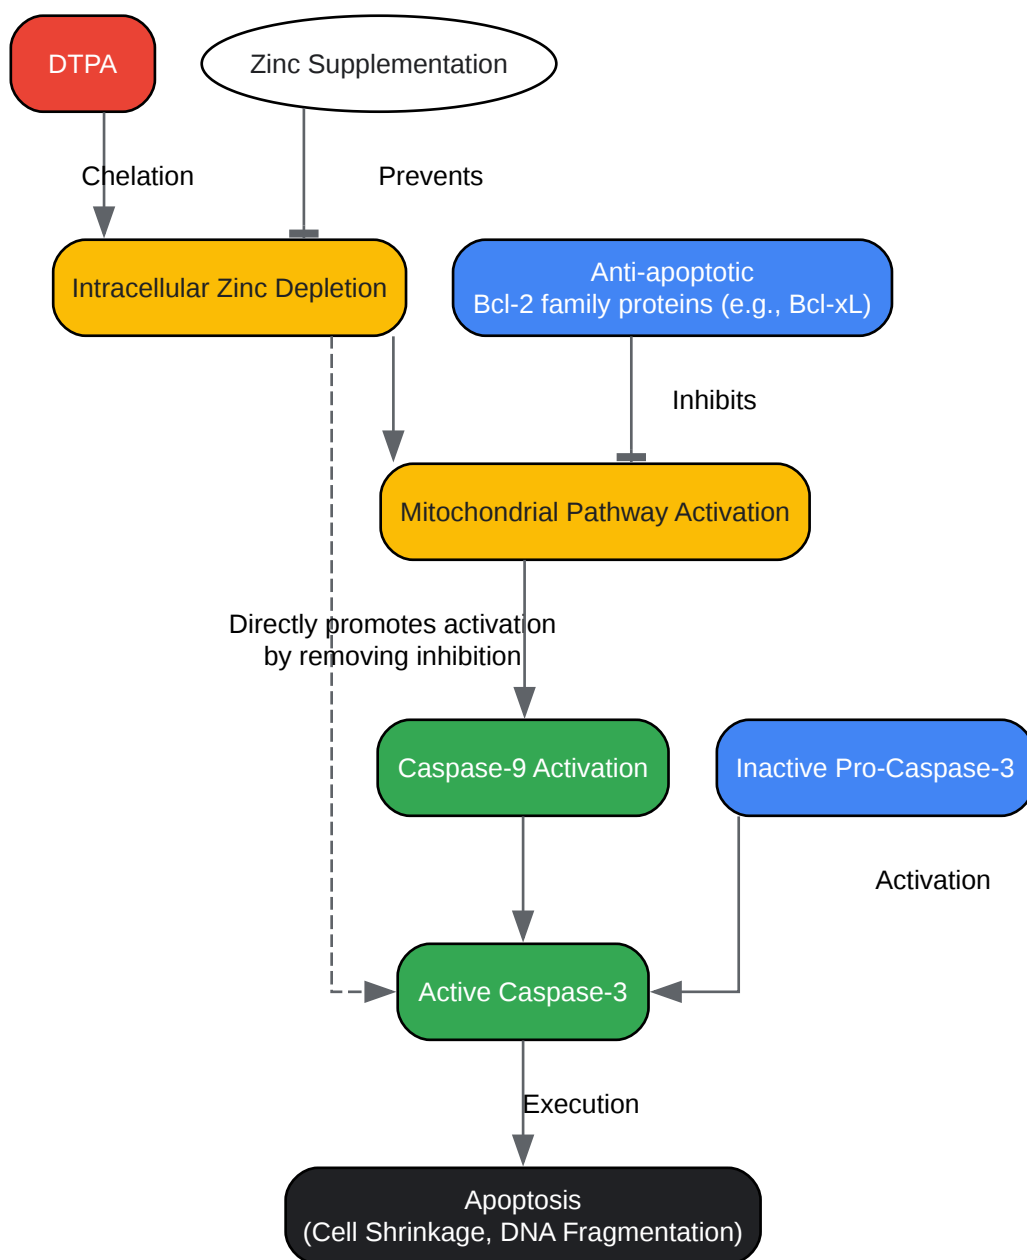 DTPA
Zinc Supplementation
Chelation
Prevents
Intracellular Zinc Depletion
Anti-apoptotic
Bcl-2 family proteins (e.g., Bcl-xL)
Inhibits
Mitochondrial Pathway Activation
Directly promotes activation
by removing inhibition
Caspase-9 Activation
Inactive Pro-Caspase-3
Activation
Active Caspase-3
Execution
Apoptosis
(Cell Shrinkage, DNA Fragmentation)